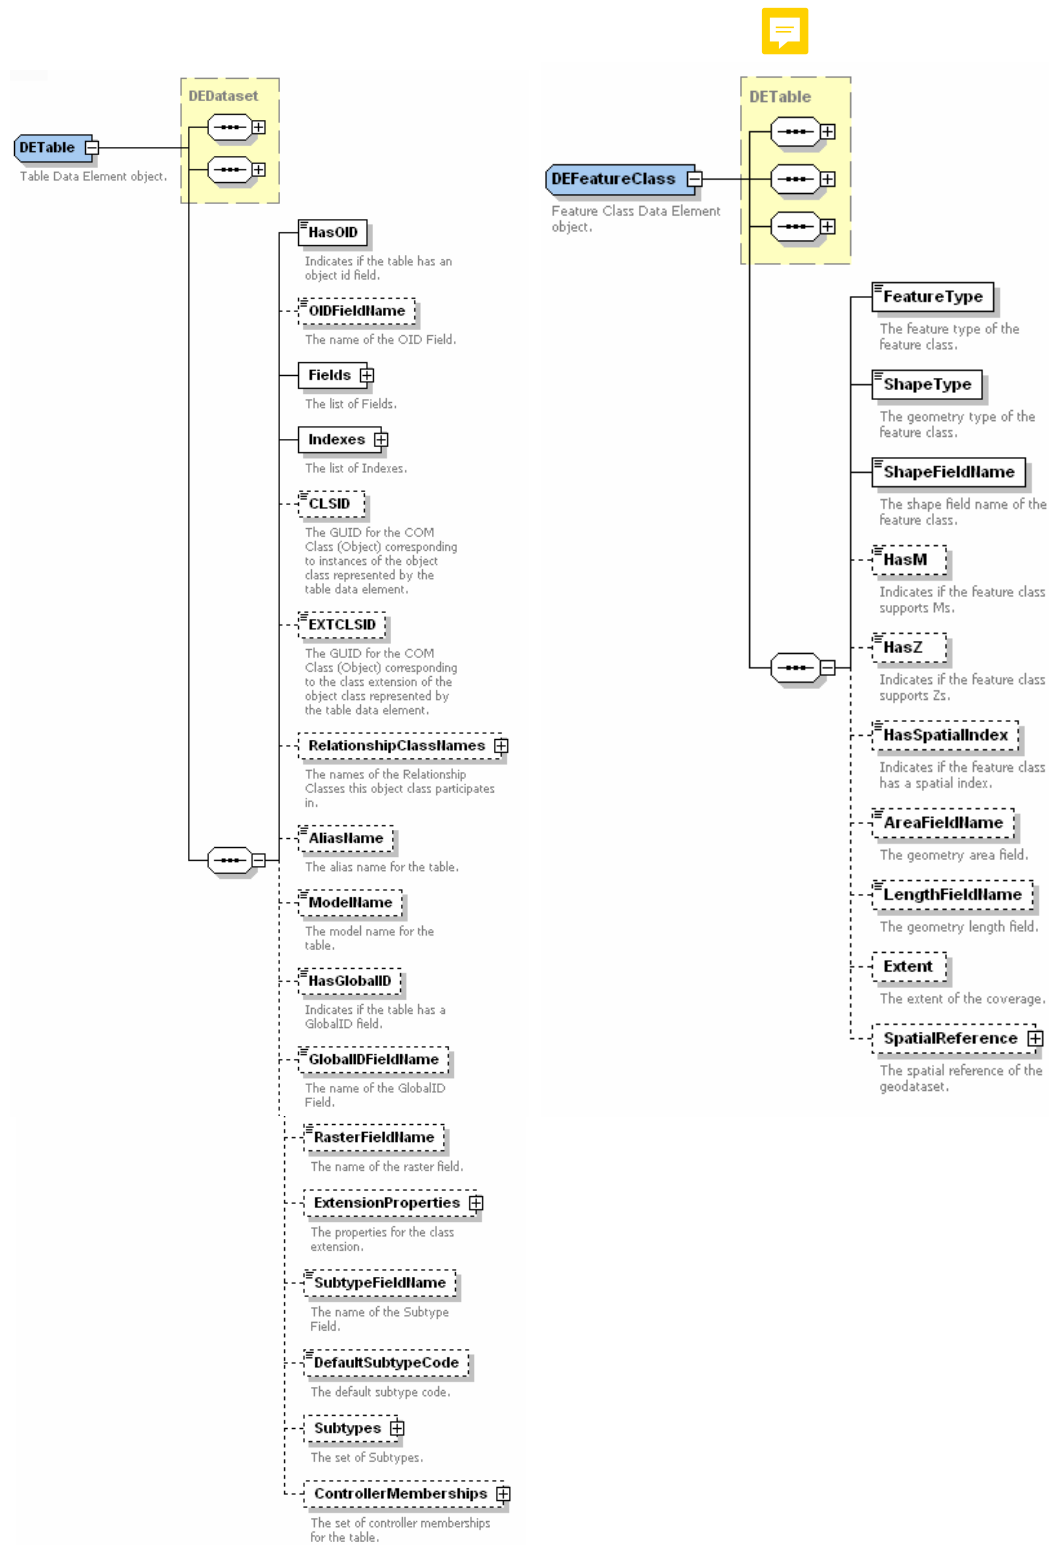 DEDataset
DETable
Table Data Element object.
HasOID
Indicates if the table has an
object id field.
OIDFieldName
The name of the OID Field.
Fields
The list of Fields.
Indexes
The list of Indexes.
CLSID
The GUID for the COM
Class (Object) corresponding
to instances of the object
class represented by the
table data element.
EXTCLSID
The GUID for the COM
Class (Object) corresponding
to the class extension of the
object class represented by
the table data element.
RelationshipClassNames
The names of the Relationship
Classes this object class participates
in.
AliasName
The alias name for the table.
ModelName
The model name for the
table.
HasGlobalID
Indicates if the table has a
GlobalID field.
GlobalIDFieldName
The name of the GlobalID
Field.
RasterFieldName
The name of the raster field.
ExtensionProperties
The properties for the class
extension.
SubtypeFieldName
The name of the Subtype
Field.
DefaultSubtypeCode
The default subtype code.
Subtypes
The set of Subtypes.
ControllerMemberships
The set of controller memberships
for the table.
DETable
DEFeatureClass
Feature Class Data Element
object.
FeatureType
The feature type of the
feature class.
ShapeType
The geometry type of the
feature class.
ShapeFieldName
The shape field name of the
feature class.
HasM
Indicates if the feature class
supports Ms.
HasZ
Indicates if the feature class
supports Zs.
HasSpatialIndex
Indicates if the feature class
has a spatial index.
AreaFieldName
The geometry area field.
LengthFieldName
The geometry length field.
Extent
The extent of the coverage.
SpatialReference
The spatial reference of the
geodataset.